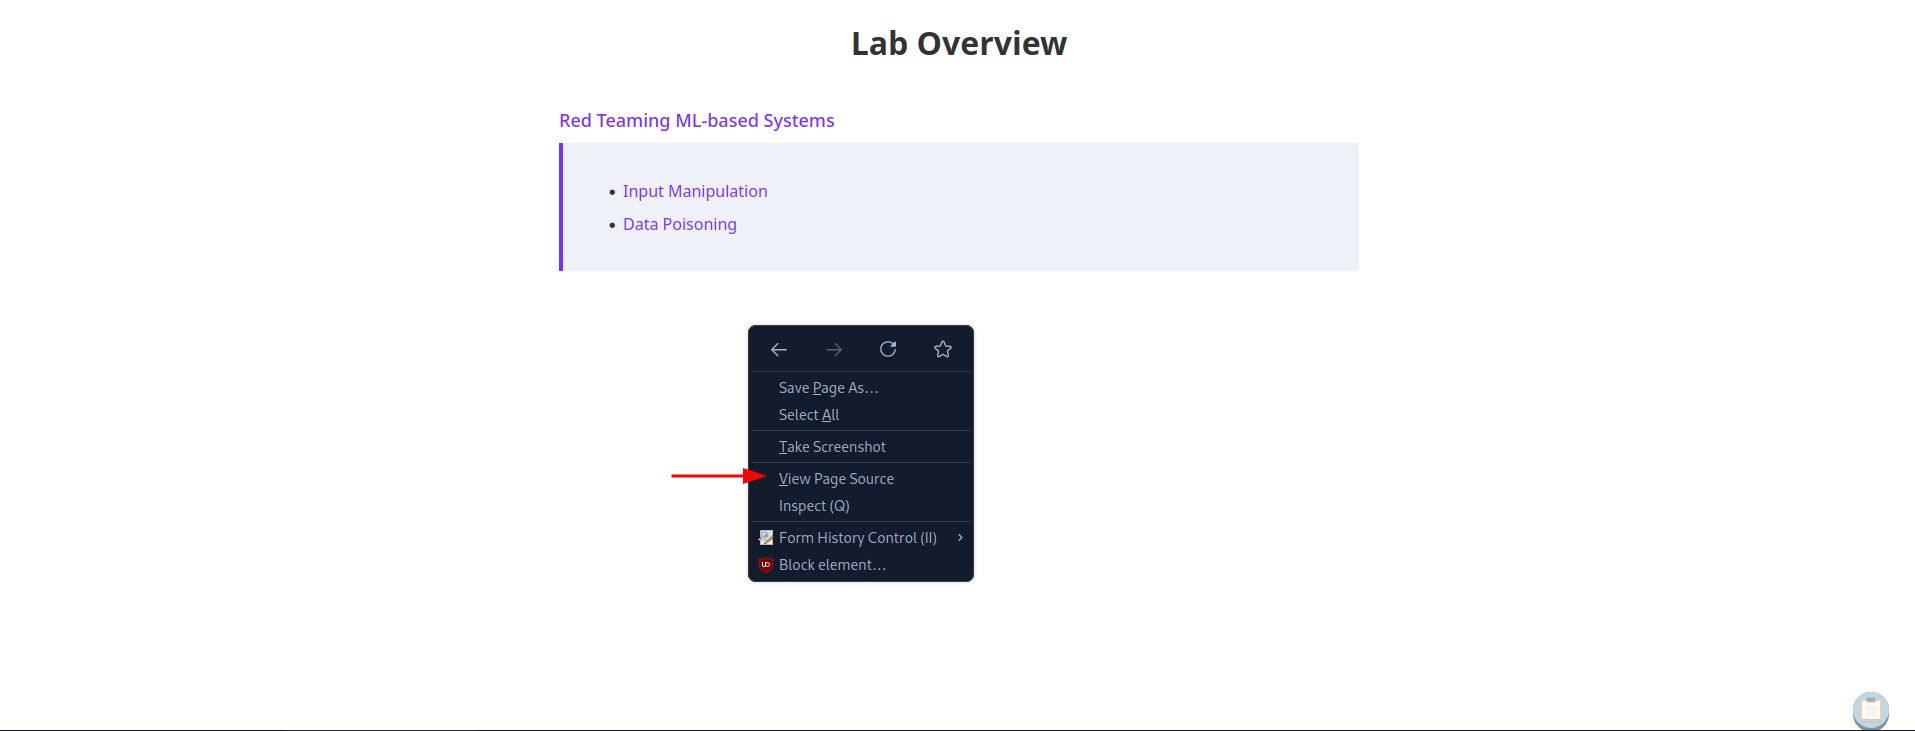 Lab Overview
Red Teaming ML-based Systems
• Input Manipulation
• Data Poisoning
Save Page As…
Select All
Take Screenshot
View Page Source
Inspect (Q)
Form History Control (II)
Block element…